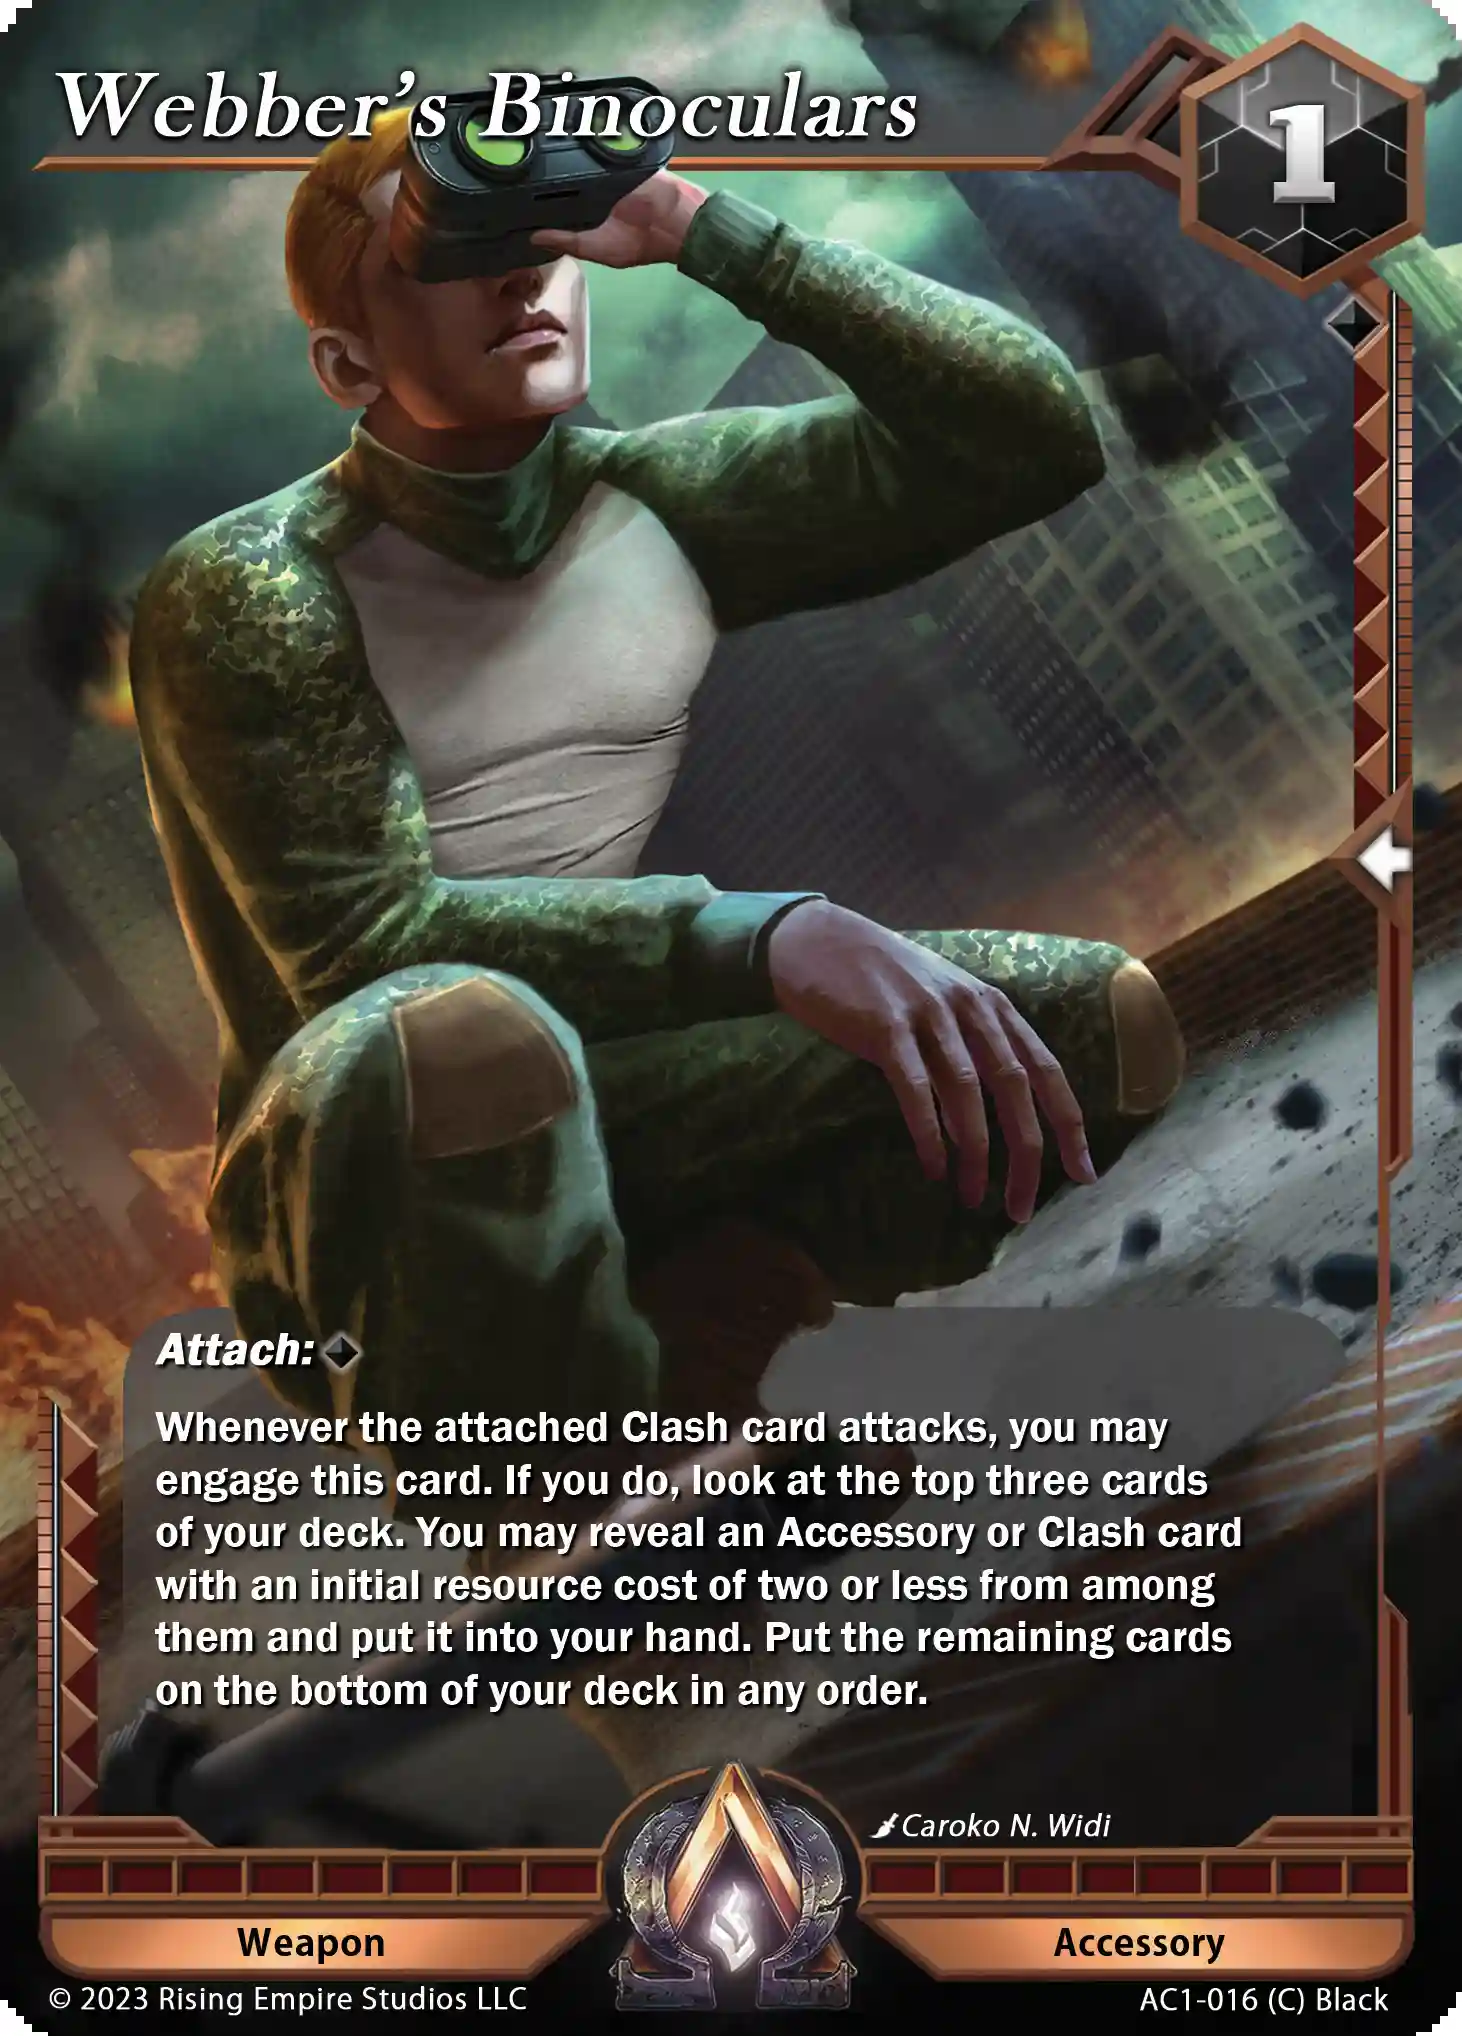 Webber's Binoculars
1
Attach:
Whenever the attached Clash card attacks, you may
engage this card. If you do, look at the top three cards
of your deck. You may reveal an Accessory or Clash card
with an initial resource cost of two or less from among
them and put it into your hand. Put the remaining cards
on the bottom of your deck in any order.
Caroko N. Widi
Weapon
Accessory
© 2023 Rising Empire Studios LLC
AC1-016 (C) Black